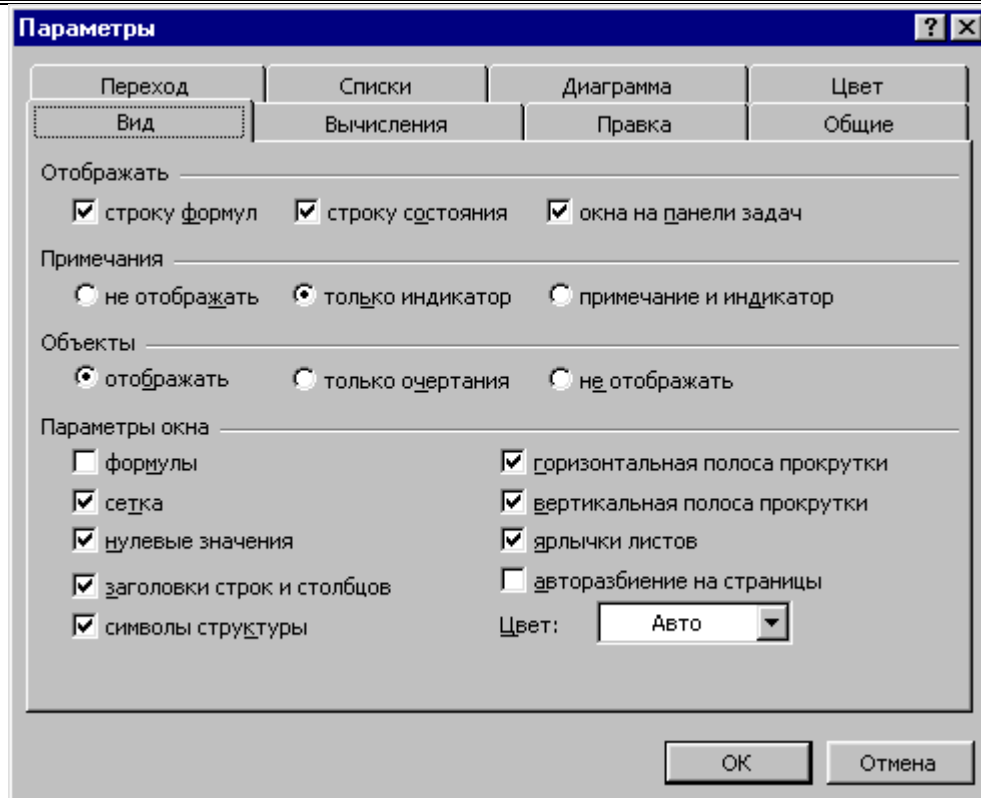 Параметры
Переход Списки Диаграмма Цвет
Вид Вычисления Правка Общие
Отображать
строку формул строку состояния окна на панели задач
Примечания
не отображать только индикатор примечание и индикатор
Объекты
отображать только очертания не отображать
Параметры окна
формулы горизонтальная полоса прокрутки
сетка вертикальная полоса прокрутки
нулевые значения ярлычки листов
заголовки строк и столбцов авторазбиение на страницы
символы структуры Цвет: Авто
ОК Отмена